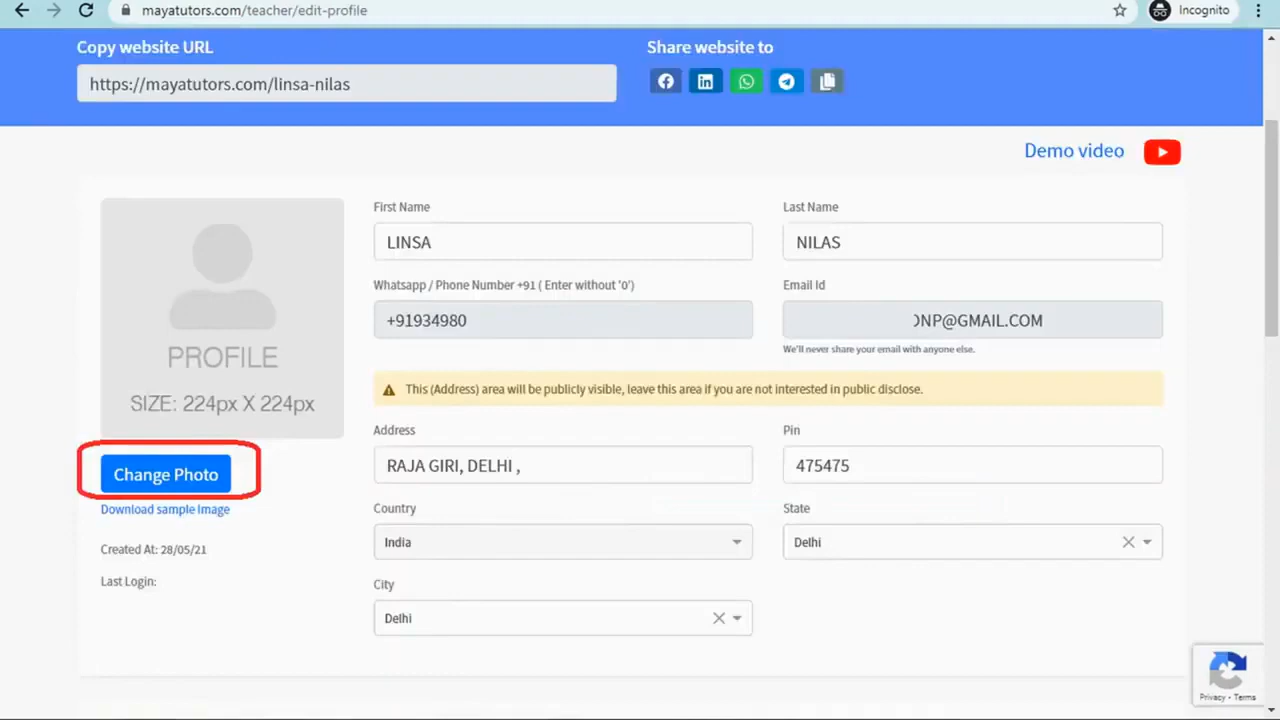 mayatutors.com/teacher/edit-profile
Incognito
Copy website URL
Share website to
https://mayatutors.com/linsa-nilas
Demo video
PROFILE
SIZE: 224px X 224px
Change Photo
Download sample Image
Created At: 28/05/21
Last Login:
First Name
Last Name
LINSA
NILAS
Whatsapp / Phone Number +91 ( Enter without '0')
Email Id
+91934980
NP@GMAIL.COM
We'll never share your email with anyone else.
This (Address) area will be publicly visible, leave this area if you are not interested in public disclose.
Address
Pin
RAJA GIRI, DELHI ,
475475
Country
State
India
Delhi
City
Delhi
Privacy - Terms